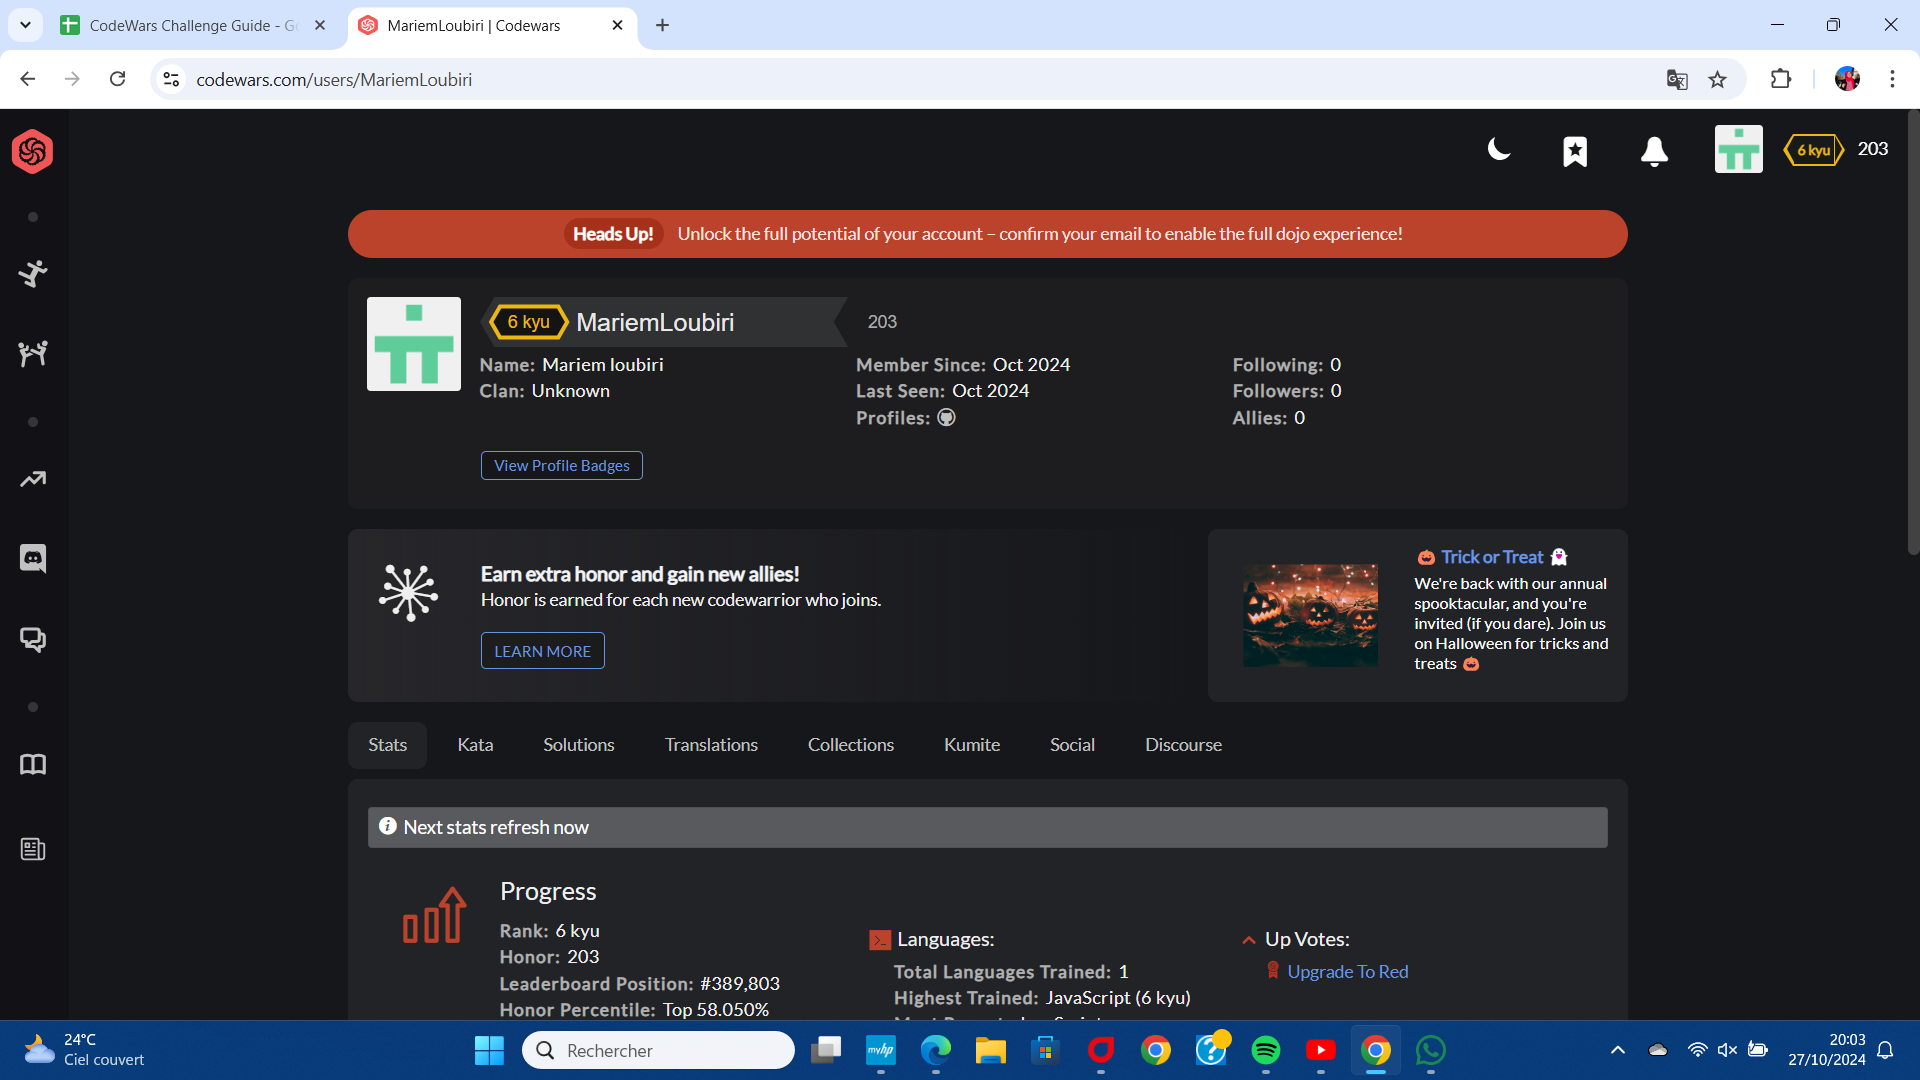 CodeWars Challenge Guide - G
MariemLoubiri | Codewars
codewars.com/users/MariemLoubiri
6 kyu 203
Heads Up! Unlock the full potential of your account – confirm your email to enable the full dojo experience!
6 kyu MariemLoubiri 203
Name: Mariem loubiri
Clan: Unknown
Member Since: Oct 2024
Last Seen: Oct 2024
Profiles:
Following: 0
Followers: 0
Allies: 0
View Profile Badges
Earn extra honor and gain new allies!
Honor is earned for each new codewarrior who joins.
LEARN MORE
🎃 Trick or Treat 👻
We're back with our annual
spooktacular, and you're
invited (if you dare). Join us
on Halloween for tricks and
treats 🎃
Stats Kata Solutions Translations Collections Kumite Social Discourse
Next stats refresh now
Progress
Rank: 6 kyu
Honor: 203
Leaderboard Position: #389,803
Honor Percentile: Top 58.050%
Languages:
Total Languages Trained: 1
Highest Trained: JavaScript (6 kyu)
Up Votes:
Upgrade To Red
24°C
Ciel couvert
Rechercher
myhp
20:03
27/10/2024